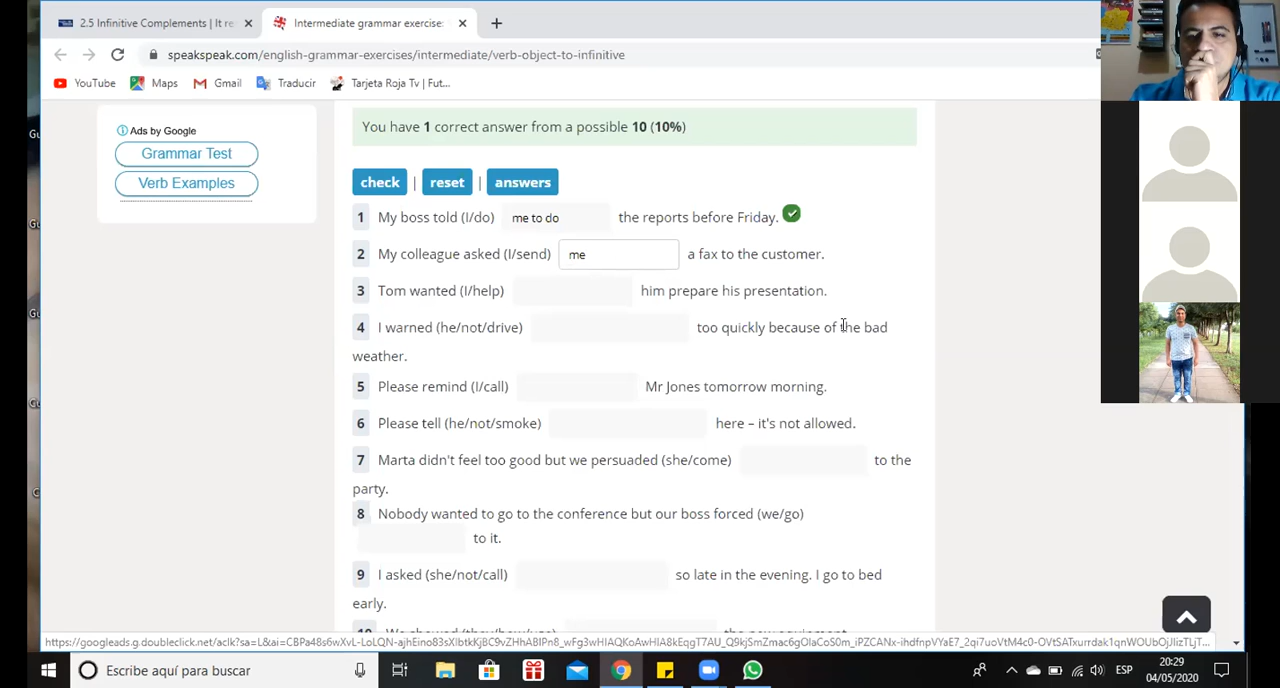 2.5 Infinitive Complements | It re
Intermediate grammar exercise:
speakspeak.com/english-grammar-exercises/intermediate/verb-object-to-infinitive
YouTube Maps Gmail Traducir Tarjeta Roja Tv | Fut...
Ads by Google
Grammar Test
Verb Examples
You have 1 correct answer from a possible 10 (10%)
check | reset | answers
1 My boss told (I/do) me to do the reports before Friday.
2 My colleague asked (I/send) me a fax to the customer.
3 Tom wanted (I/help) him prepare his presentation.
4 I warned (he/not/drive) too quickly because of the bad
weather.
5 Please remind (I/call) Mr Jones tomorrow morning.
6 Please tell (he/not/smoke) here – it's not allowed.
7 Marta didn't feel too good but we persuaded (she/come) to the
party.
8 Nobody wanted to go to the conference but our boss forced (we/go)
to it.
9 I asked (she/not/call) so late in the evening. I go to bed
early.
Escribe aquí para buscar
ESP
20:29
04/05/2020